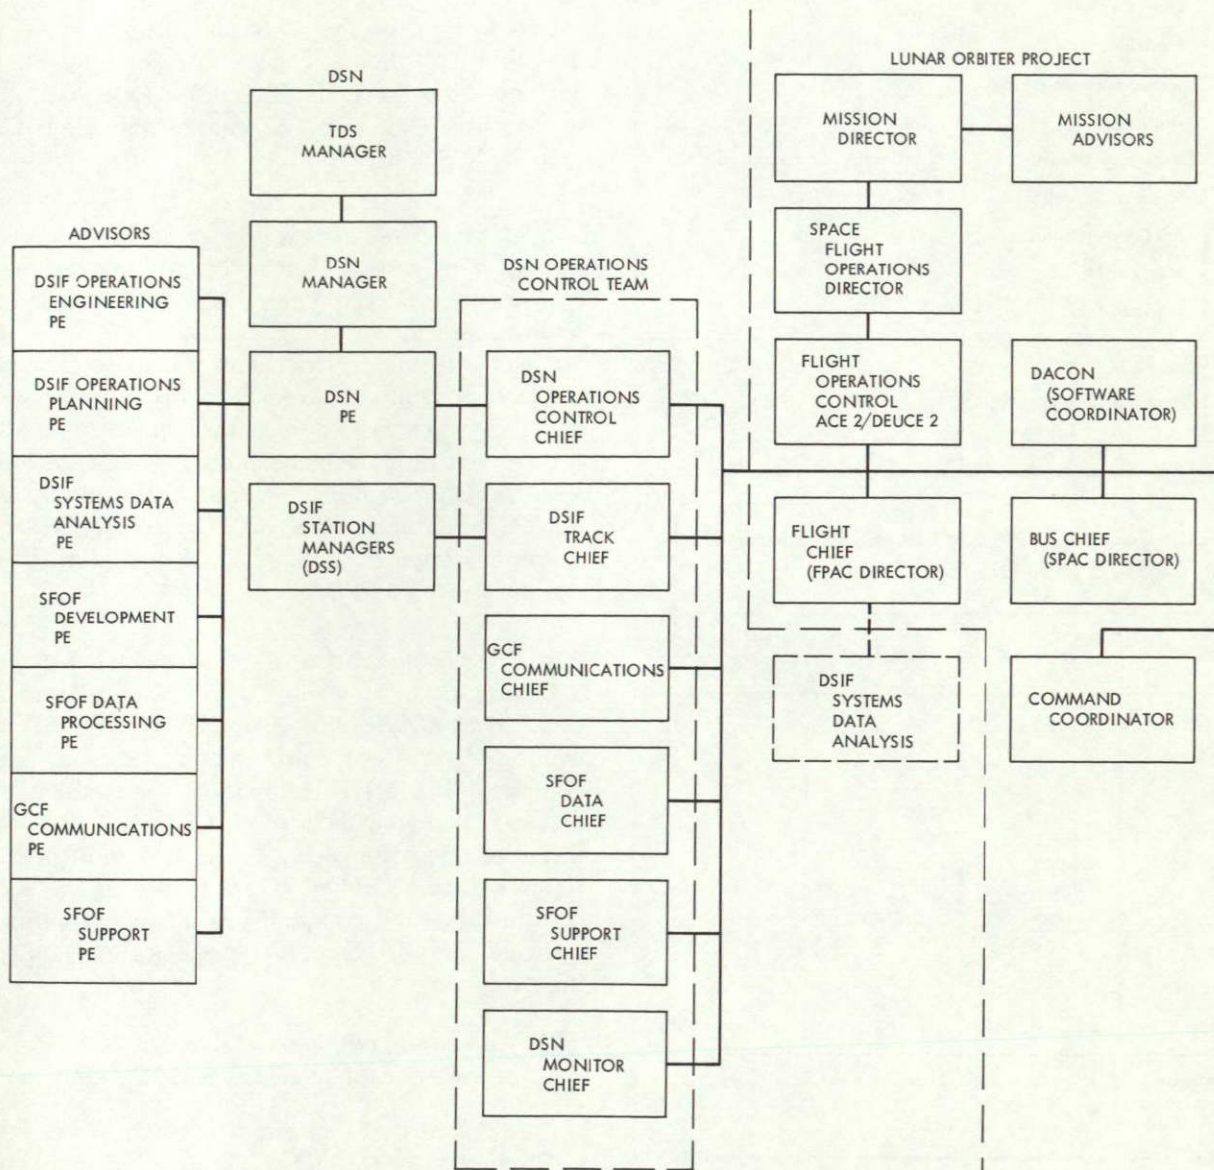 DSN
TDS
MANAGER
DSN
MANAGER
ADVISORS
DSIF OPERATIONS
ENGINEERING
PE
DSIF OPERATIONS
PLANNING
PE
DSIF
SYSTEMS DATA
ANALYSIS
PE
SFOF
DEVELOPMENT
PE
SFOF DATA
PROCESSING
PE
GCF
COMMUNICATIONS
PE
SFOF
SUPPORT
PE
DSN
PE
DSIF
STATION
MANAGERS
(DSS)
DSN OPERATIONS
CONTROL TEAM
DSN
OPERATIONS
CONTROL
CHIEF
DSIF
TRACK
CHIEF
GCF
COMMUNICATIONS
CHIEF
SFOF
DATA
CHIEF
SFOF
SUPPORT
CHIEF
DSN
MONITOR
CHIEF
LUNAR ORBITER PROJECT
MISSION
DIRECTOR
MISSION
ADVISORS
SPACE
FLIGHT
OPERATIONS
DIRECTOR
FLIGHT
OPERATIONS
CONTROL
ACE 2/DEUCE 2
DACON
(SOFTWARE
COORDINATOR)
FLIGHT
CHIEF
(FPAC DIRECTOR)
BUS CHIEF
(SPAC DIRECTOR)
DSIF
SYSTEMS
DATA
ANALYSIS
COMMAND
COORDINATOR